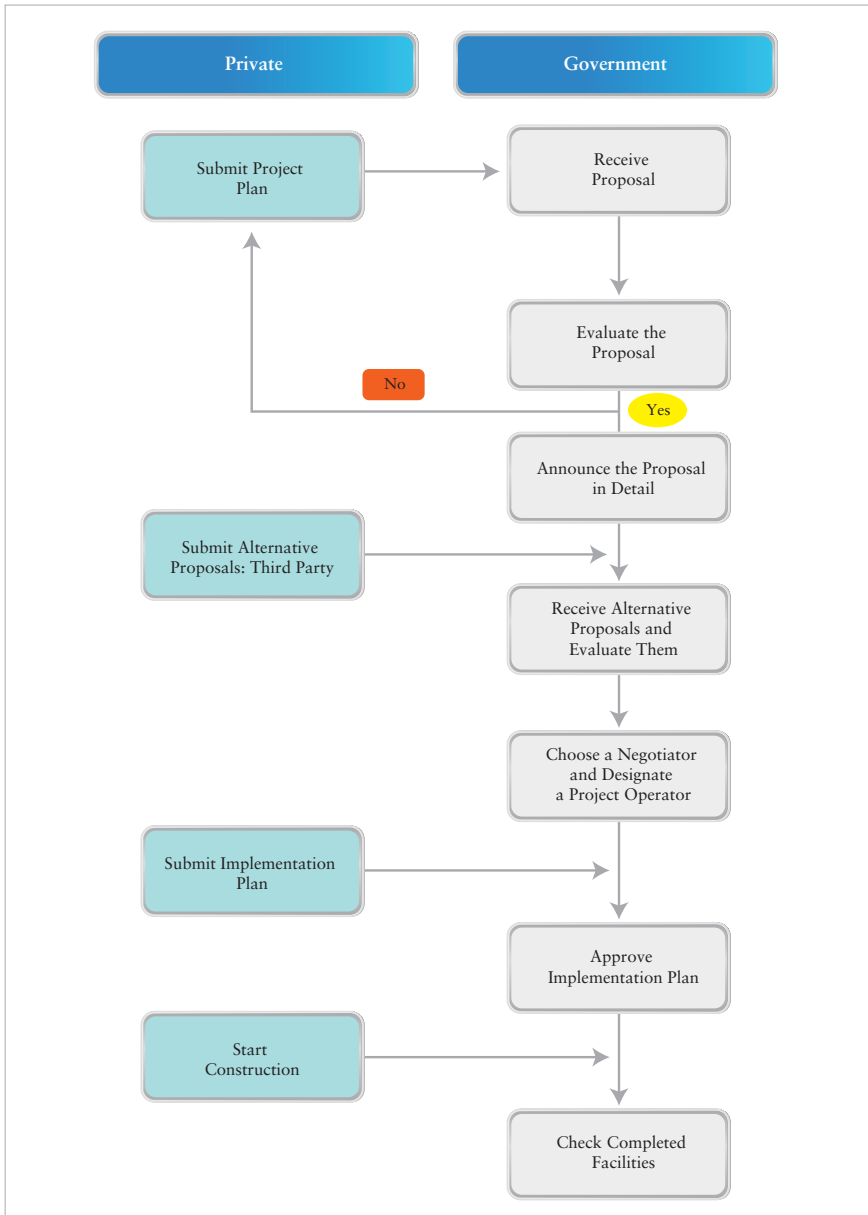 Private
Government
Submit Project
Plan
Receive
Proposal
Evaluate the
Proposal
No
Yes
Announce the Proposal
in Detail
Submit Alternative
Proposals: Third Party
Receive Alternative
Proposals and
Evaluate Them
Choose a Negotiator
and Designate
a Project Operator
Submit Implementation
Plan
Approve
Implementation Plan
Start
Construction
Check Completed
Facilities